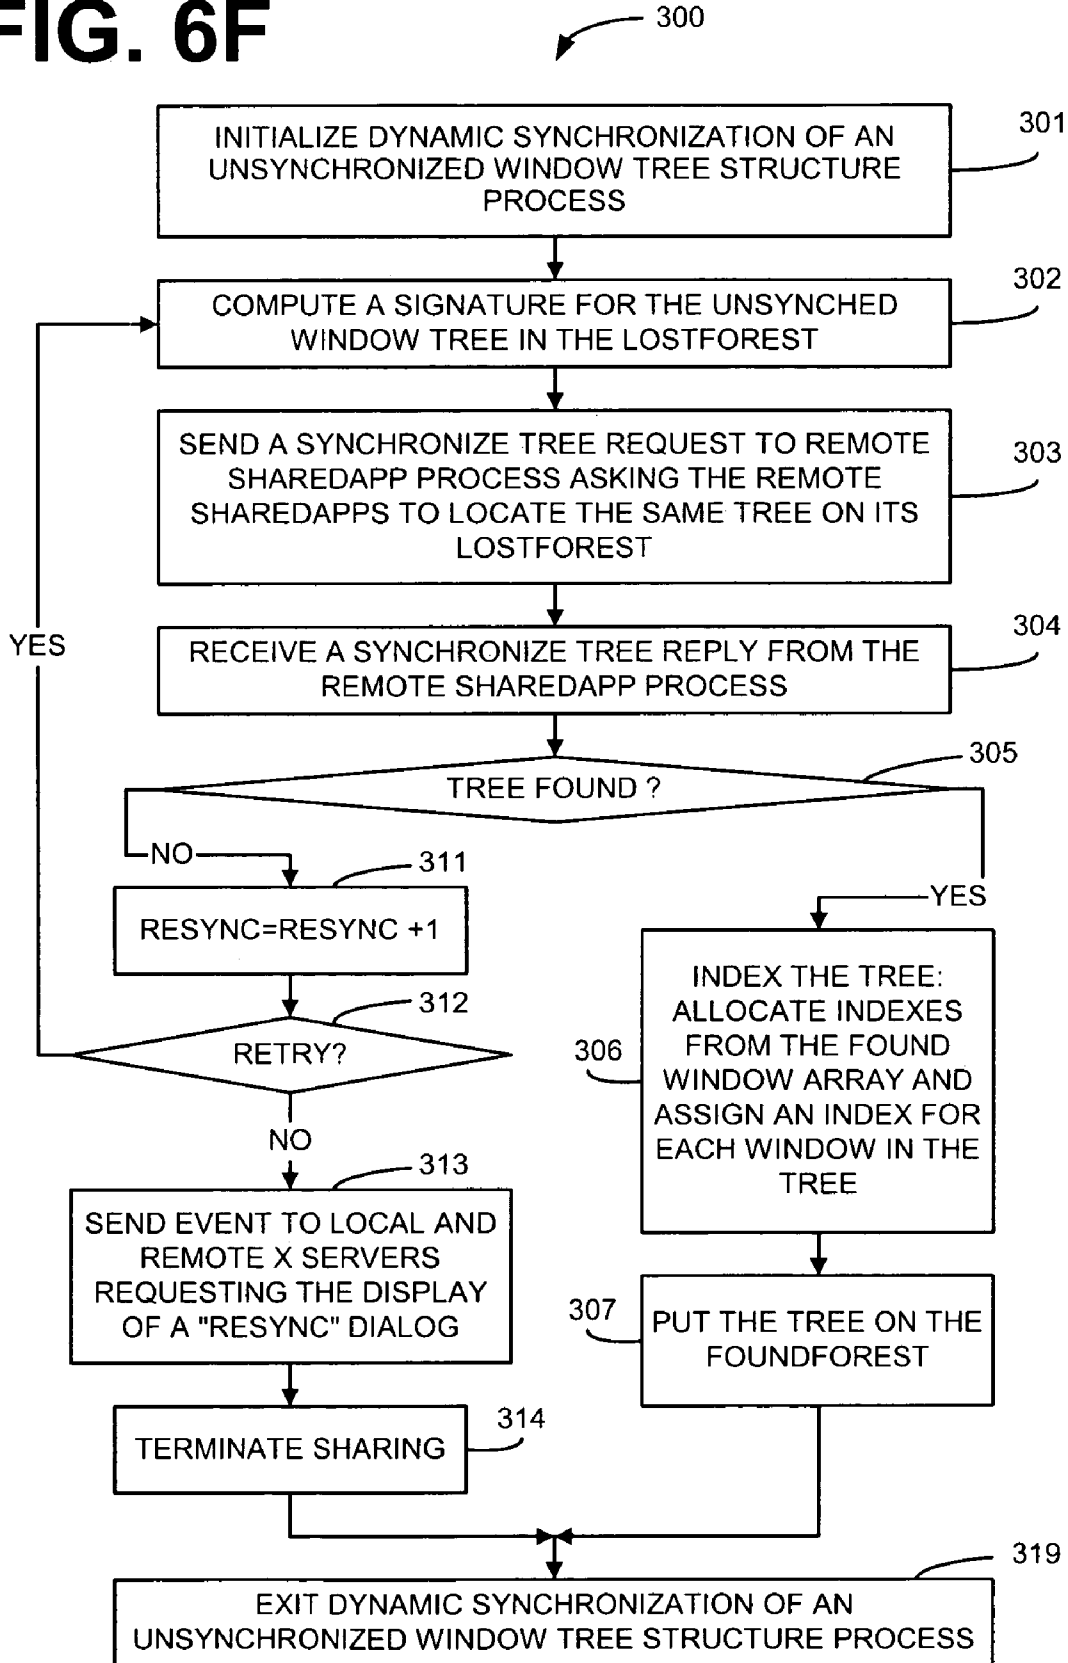 FIG. 6F
300
INITIALIZE DYNAMIC SYNCHRONIZATION OF AN
UNSYNCHRONIZED WINDOW TREE STRUCTURE
PROCESS
301
COMPUTE A SIGNATURE FOR THE UNSYNCHED
WINDOW TREE IN THE LOSTFOREST
302
SEND A SYNCHRONIZE TREE REQUEST TO REMOTE
SHAREDAPP PROCESS ASKING THE REMOTE
SHAREDAPPS TO LOCATE THE SAME TREE ON ITS
LOSTFOREST
303
YES
RECEIVE A SYNCHRONIZE TREE REPLY FROM THE
REMOTE SHAREDAPP PROCESS
304
TREE FOUND ?
305
NO
311
RESYNC=RESYNC +1
YES
312
RETRY?
306
INDEX THE TREE:
ALLOCATE INDEXES
FROM THE FOUND
WINDOW ARRAY AND
ASSIGN AN INDEX FOR
EACH WINDOW IN THE
TREE
NO
313
SEND EVENT TO LOCAL AND
REMOTE X SERVERS
REQUESTING THE DISPLAY
OF A "RESYNC" DIALOG
307
PUT THE TREE ON THE
FOUNDFOREST
314
TERMINATE SHARING
319
EXIT DYNAMIC SYNCHRONIZATION OF AN
UNSYNCHRONIZED WINDOW TREE STRUCTURE PROCESS